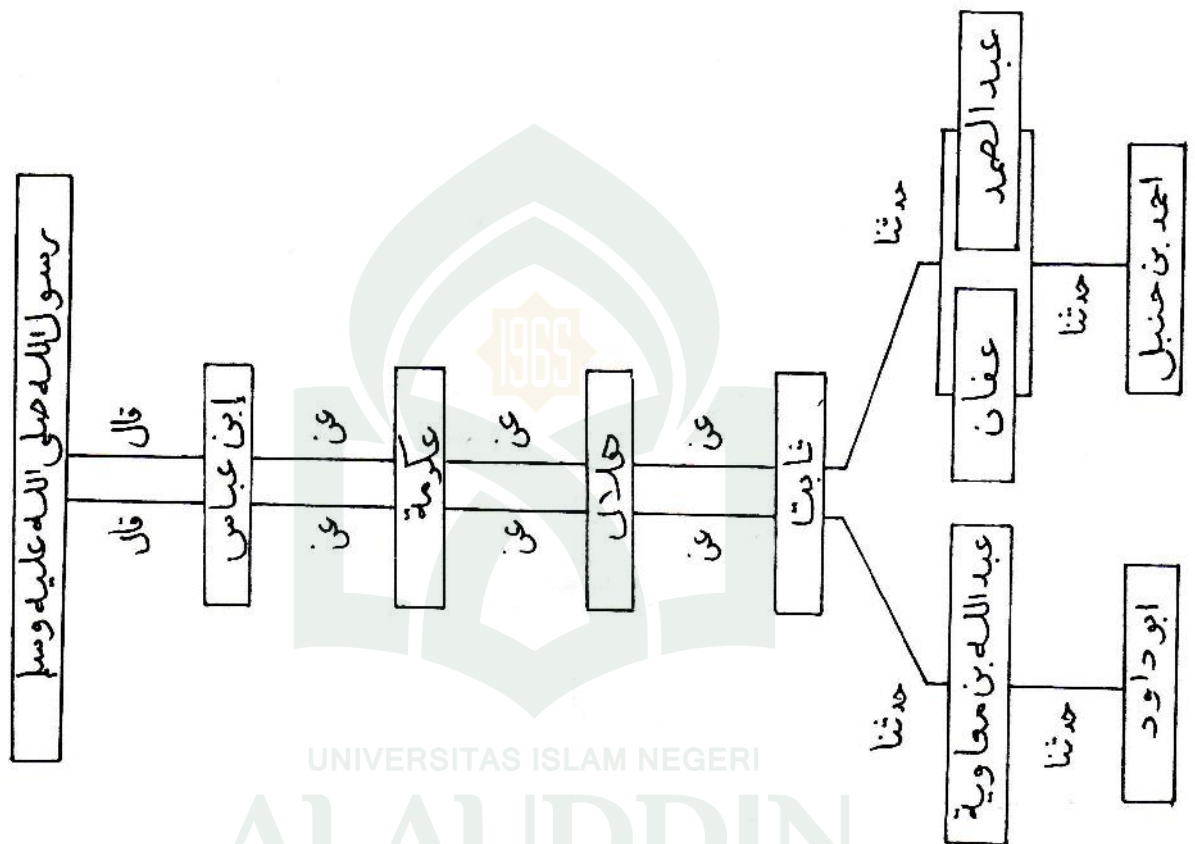 رسول الله صلى الله عليه وسلم
قال
قال
إبن عباس
عن
عن
عكرمة
عن
عن
هلال
عن
عن
ثابت
حدثنا
حدثنا
عبد الصمد
عفان
عبد الله بن معاوية
حدثنا
حدثنا
احمد بن حنبل
ابو داود
1965
UNIVERSITAS ISLAM NEGERI
ALAUDDIN